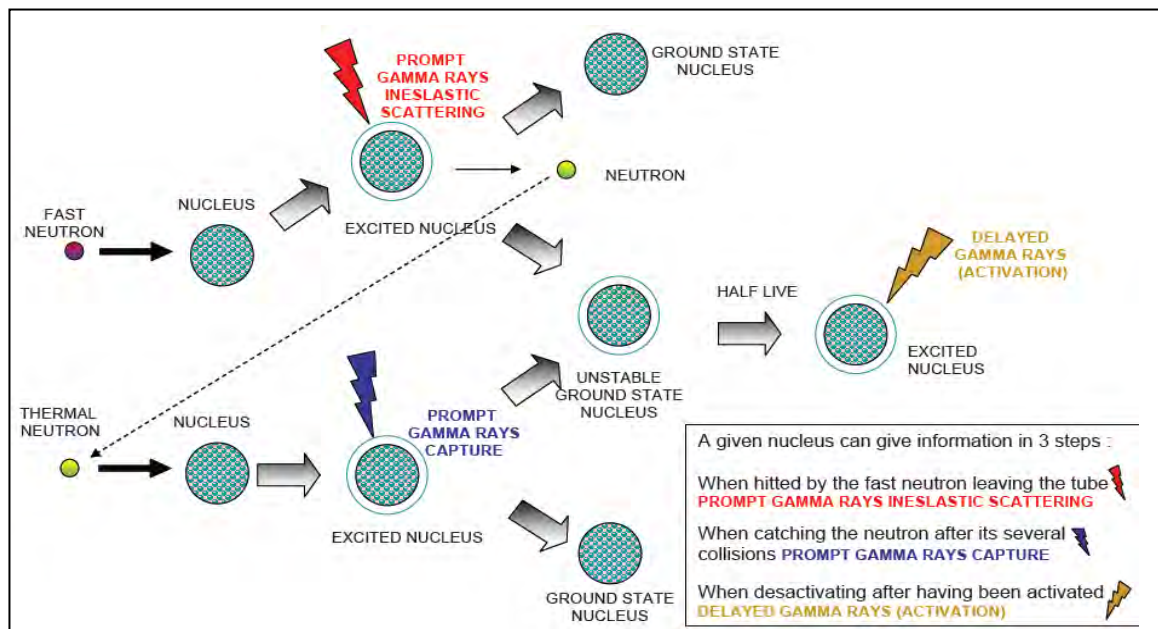 PROMPT
GAMMA RAYS
INESLASTIC
SCATTERING
GROUND STATE
NUCLEUS
NEUTRON
NUCLEUS
FAST
NEUTRON
EXCITED NUCLEUS
DELAYED
GAMMA RAYS
(ACTIVATION)
HALF LIVE
EXCITED
NUCLEUS
UNSTABLE
GROUND STATE
NUCLEUS
THERMAL
NEUTRON
NUCLEUS
PROMPT
GAMMA RAYS
CAPTURE
EXCITED NUCLEUS
GROUND STATE
NUCLEUS
A given nucleus can give information in 3 steps :
When hitted by the fast neutron leaving the tube
PROMPT GAMMA RAYS INESLASTIC SCATTERING
When catching the neutron after its several
collisions PROMPT GAMMA RAYS CAPTURE
When desactivating after having been activated
DELAYED GAMMA RAYS (ACTIVATION)